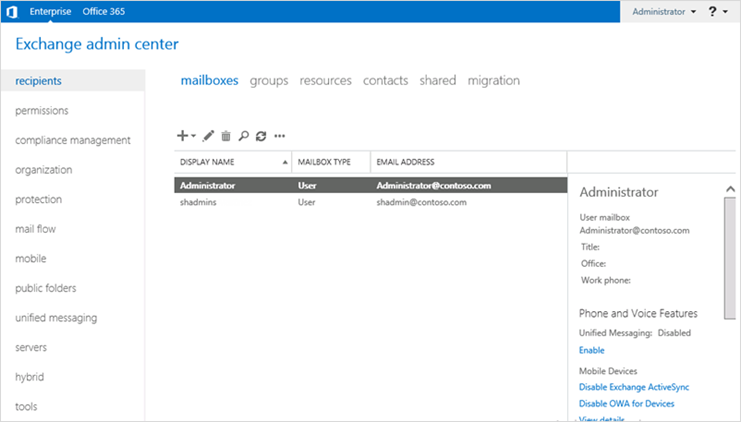 Enterprise Office 365 Administrator ?
Exchange admin center
recipients
permissions
compliance management
organization
protection
mail flow
mobile
public folders
unified messaging
servers
hybrid
tools
mailboxes groups resources contacts shared migration
DISPLAY NAME MAILBOX TYPE EMAIL ADDRESS
Administrator User Administrator@contoso.com
shadmins User shadmin@contoso.com
Administrator
User mailbox
Administrator@contoso.com
Title:
Office:
Work phone:
Phone and Voice Features
Unified Messaging: Disabled
Enable
Mobile Devices
Disable Exchange ActiveSync
Disable OWA for Devices
View details